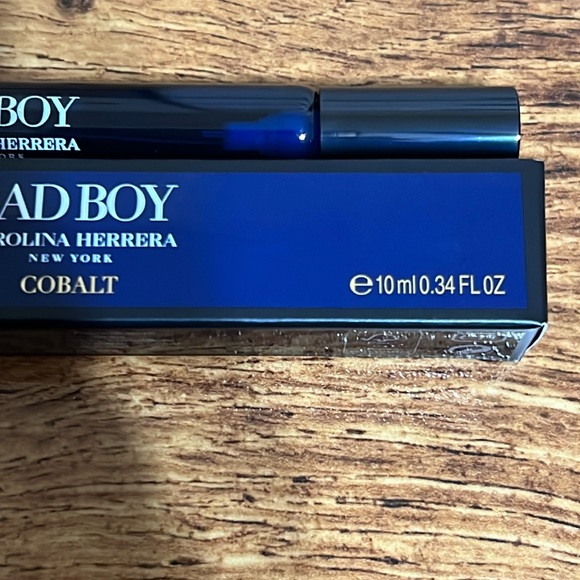 BOY
HERRERA
AD BOY
ROLINA HERRERA
NEW YORK
COBALT
℮10 ml 0.34 FL OZ